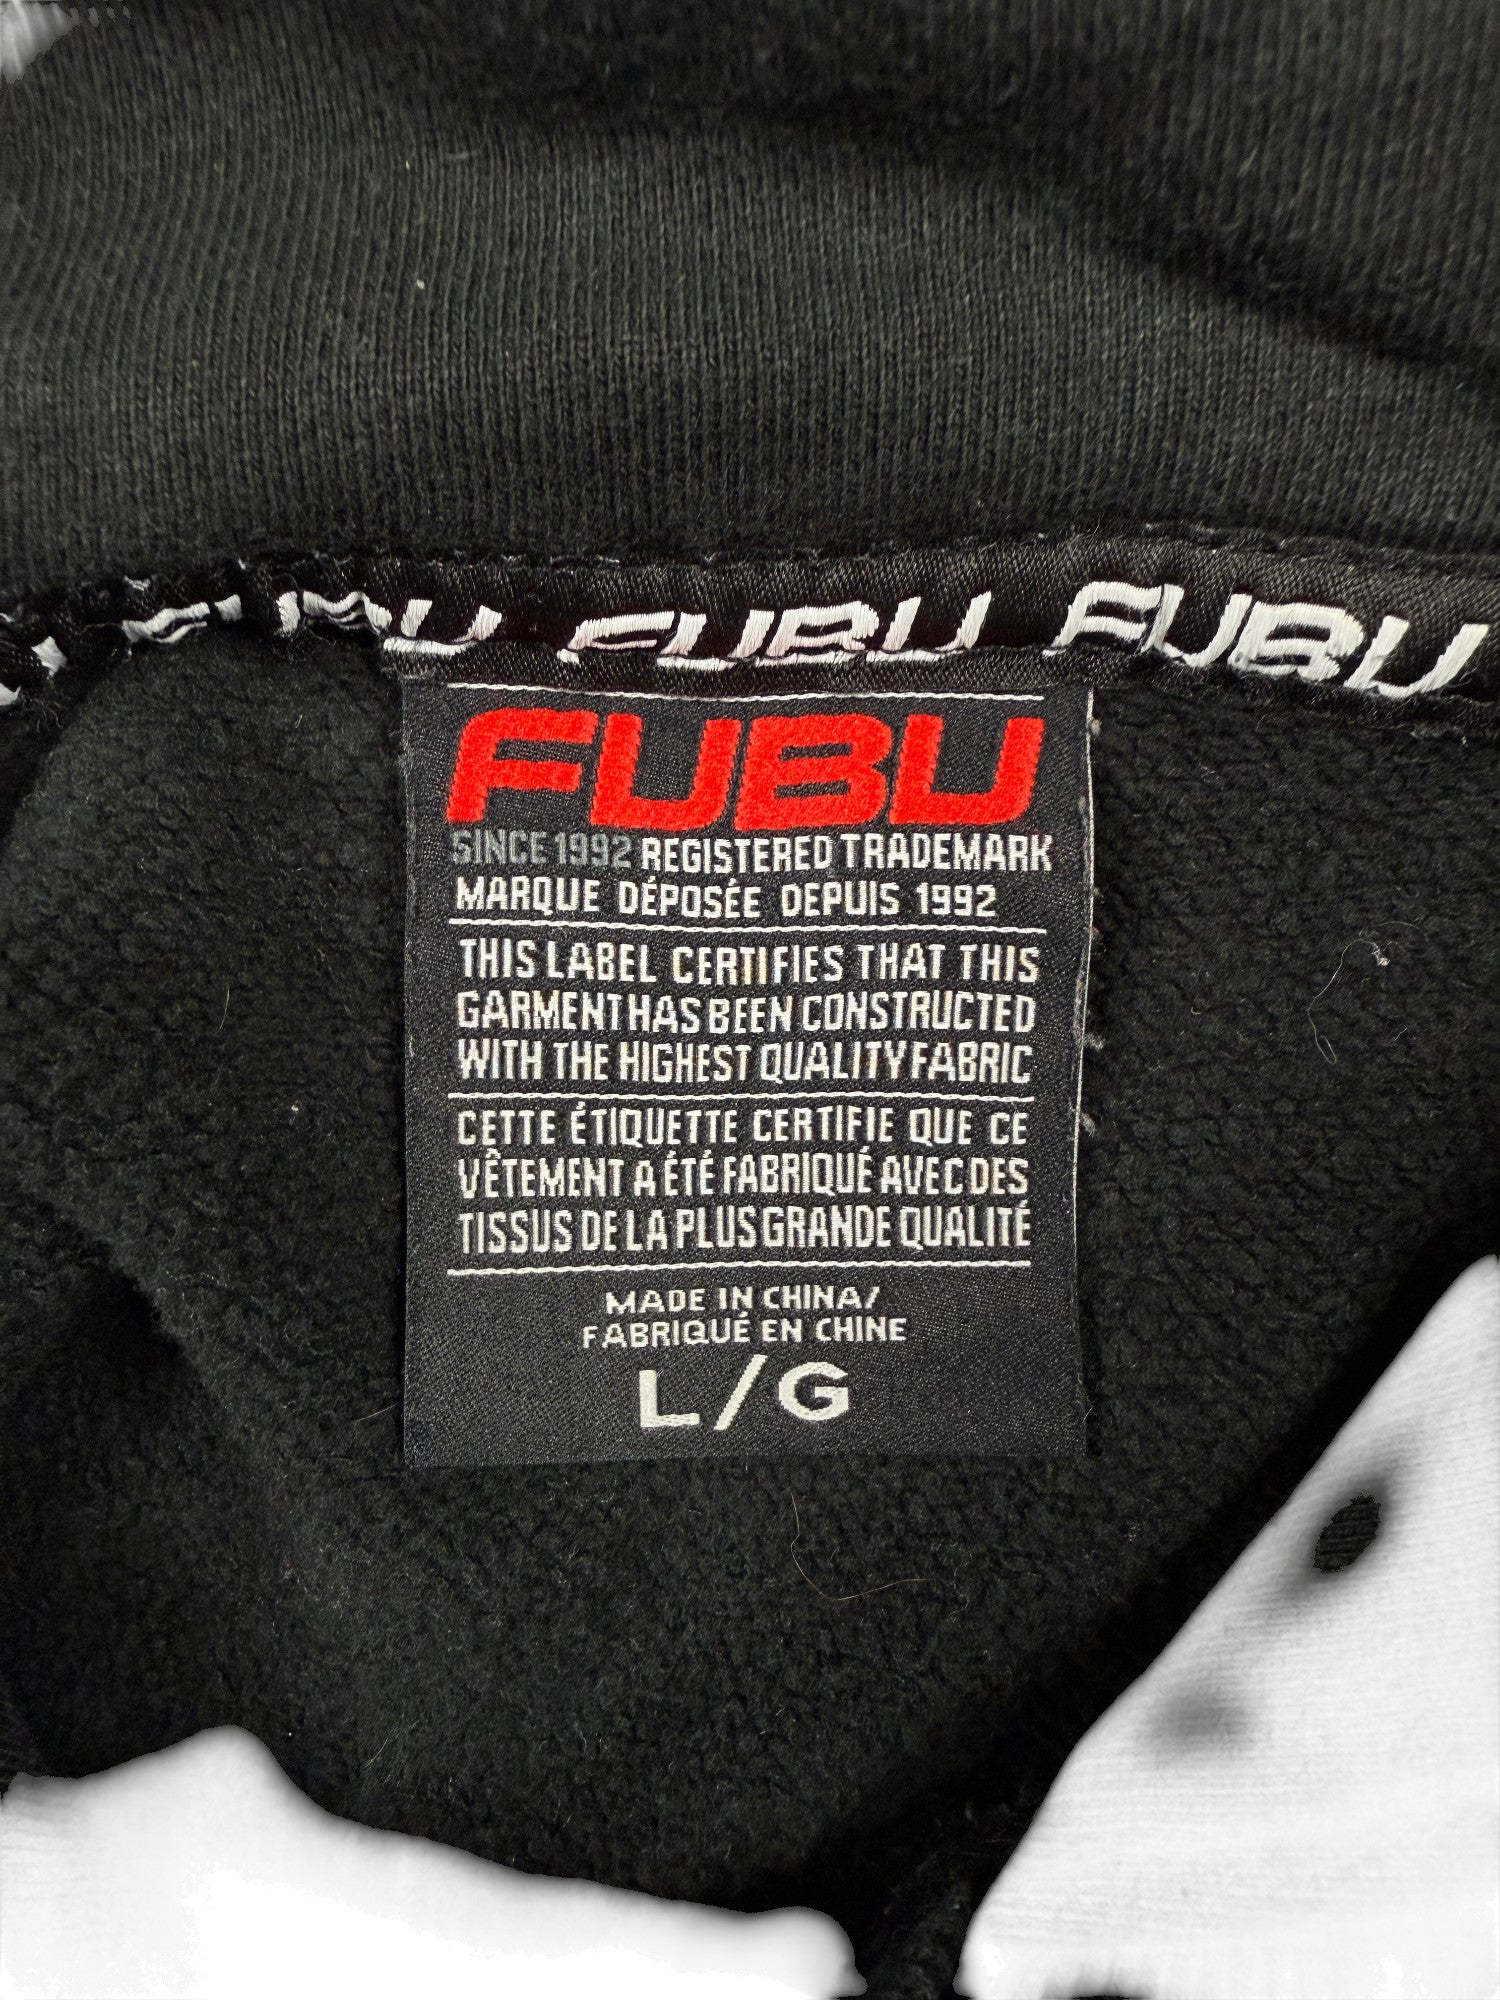 FUBU FUBU FUBU
FUBU
SINCE 1992 REGISTERED TRADEMARK
MARQUE DÉPOSÉE DEPUIS 1992
THIS LABEL CERTIFIES THAT THIS
GARMENT HAS BEEN CONSTRUCTED
WITH THE HIGHEST QUALITY FABRIC
CETTE ÉTIQUETTE CERTIFIE QUE CE
VÊTEMENT A ÉTÉ FABRIQUÉ AVEC DES
TISSUS DE LA PLUS GRANDE QUALITÉ
MADE IN CHINA/
FABRIQUÉ EN CHINE
L/G